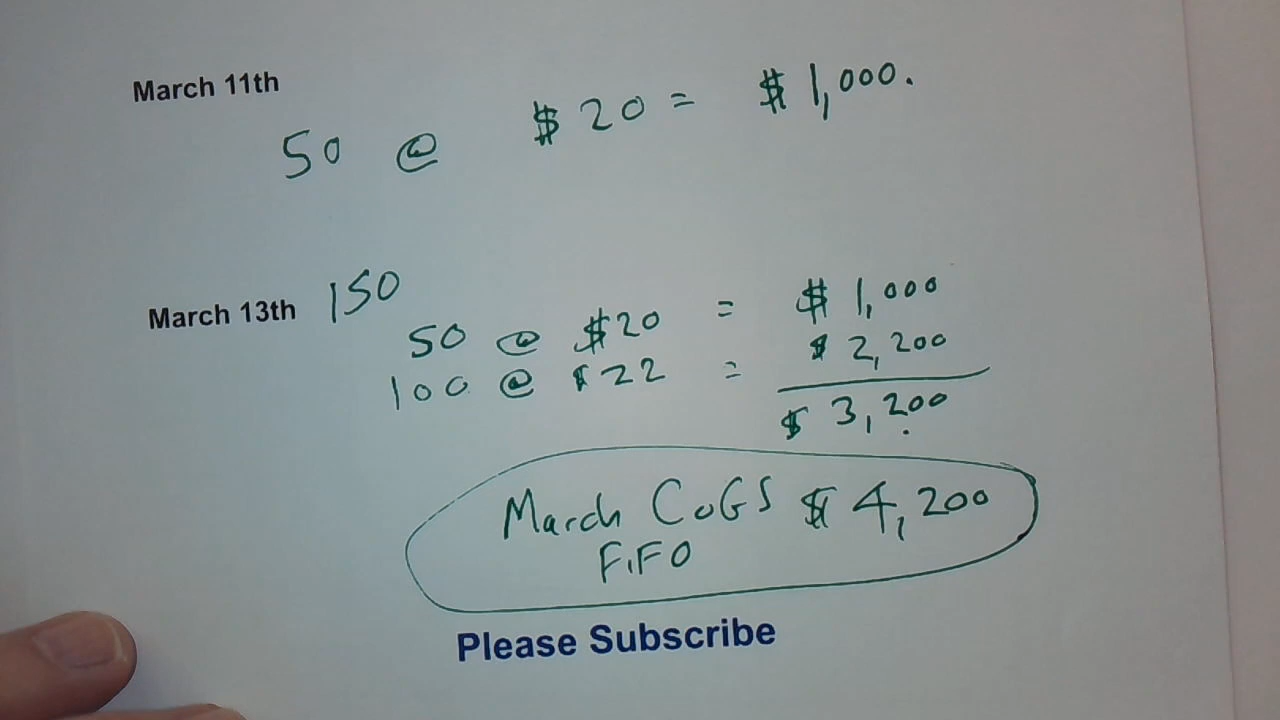 March 11th
50 @ $20 = $1,000.
March 13th 150
50 @ $20 = $1,000
100 @ $22 = $2,200
$3,200
March CoGS $4,200
FiFO
Please Subscribe